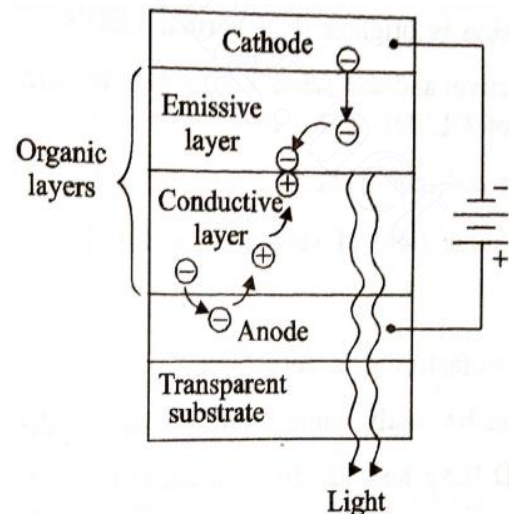 Cathode
Emissive
layer
Organic
layers
Conductive
layer
Anode
Transparent
substrate
Light
−
+
−
−
−
+
+
−
−